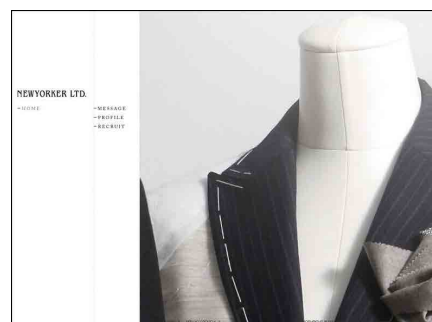 NEWYORKER LTD.
HOME
MESSAGE
PROFILE
RECRUIT